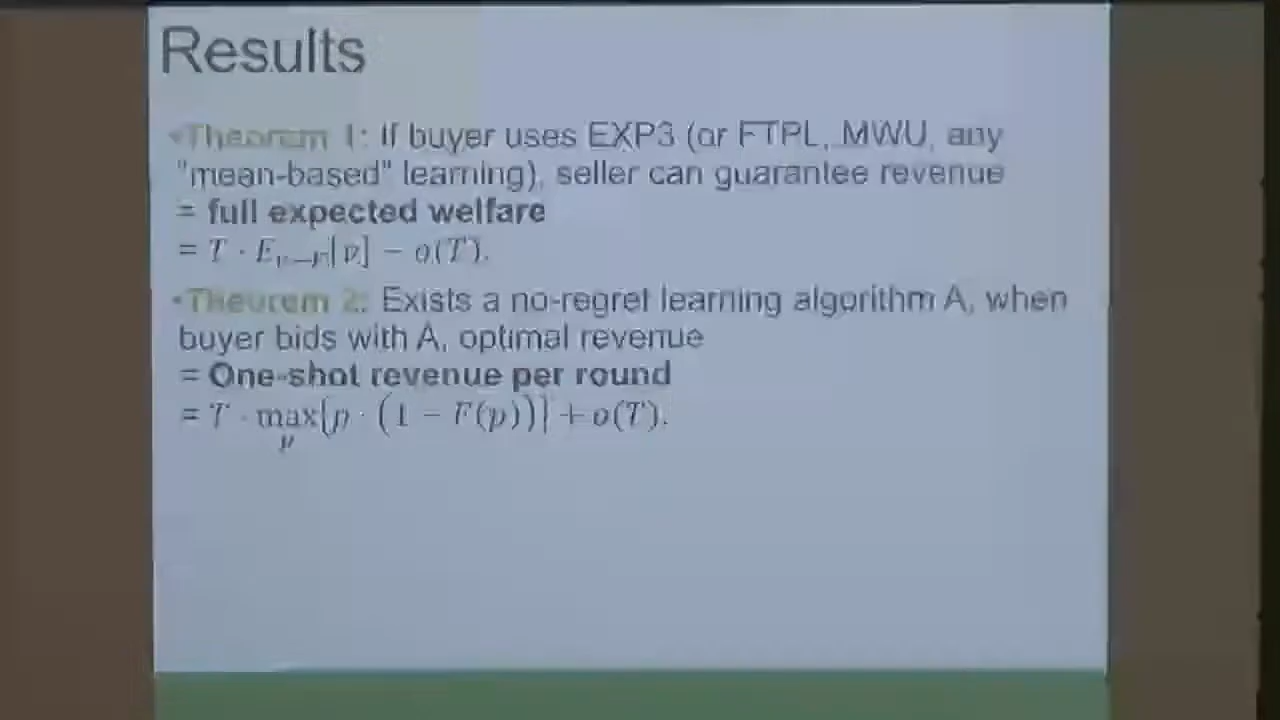 Results
•Theorem 1: If buyer uses EXP3 (or FTPL, MWU, any
"mean-based" learning), seller can guarantee revenue
= full expected welfare
= T · E_{v←F}[v] − o(T).
•Theorem 2: Exists a no-regret learning algorithm A, when
buyer bids with A, optimal revenue
= One-shot revenue per round
= T · max{p · (1 − F(p))} + o(T).
p